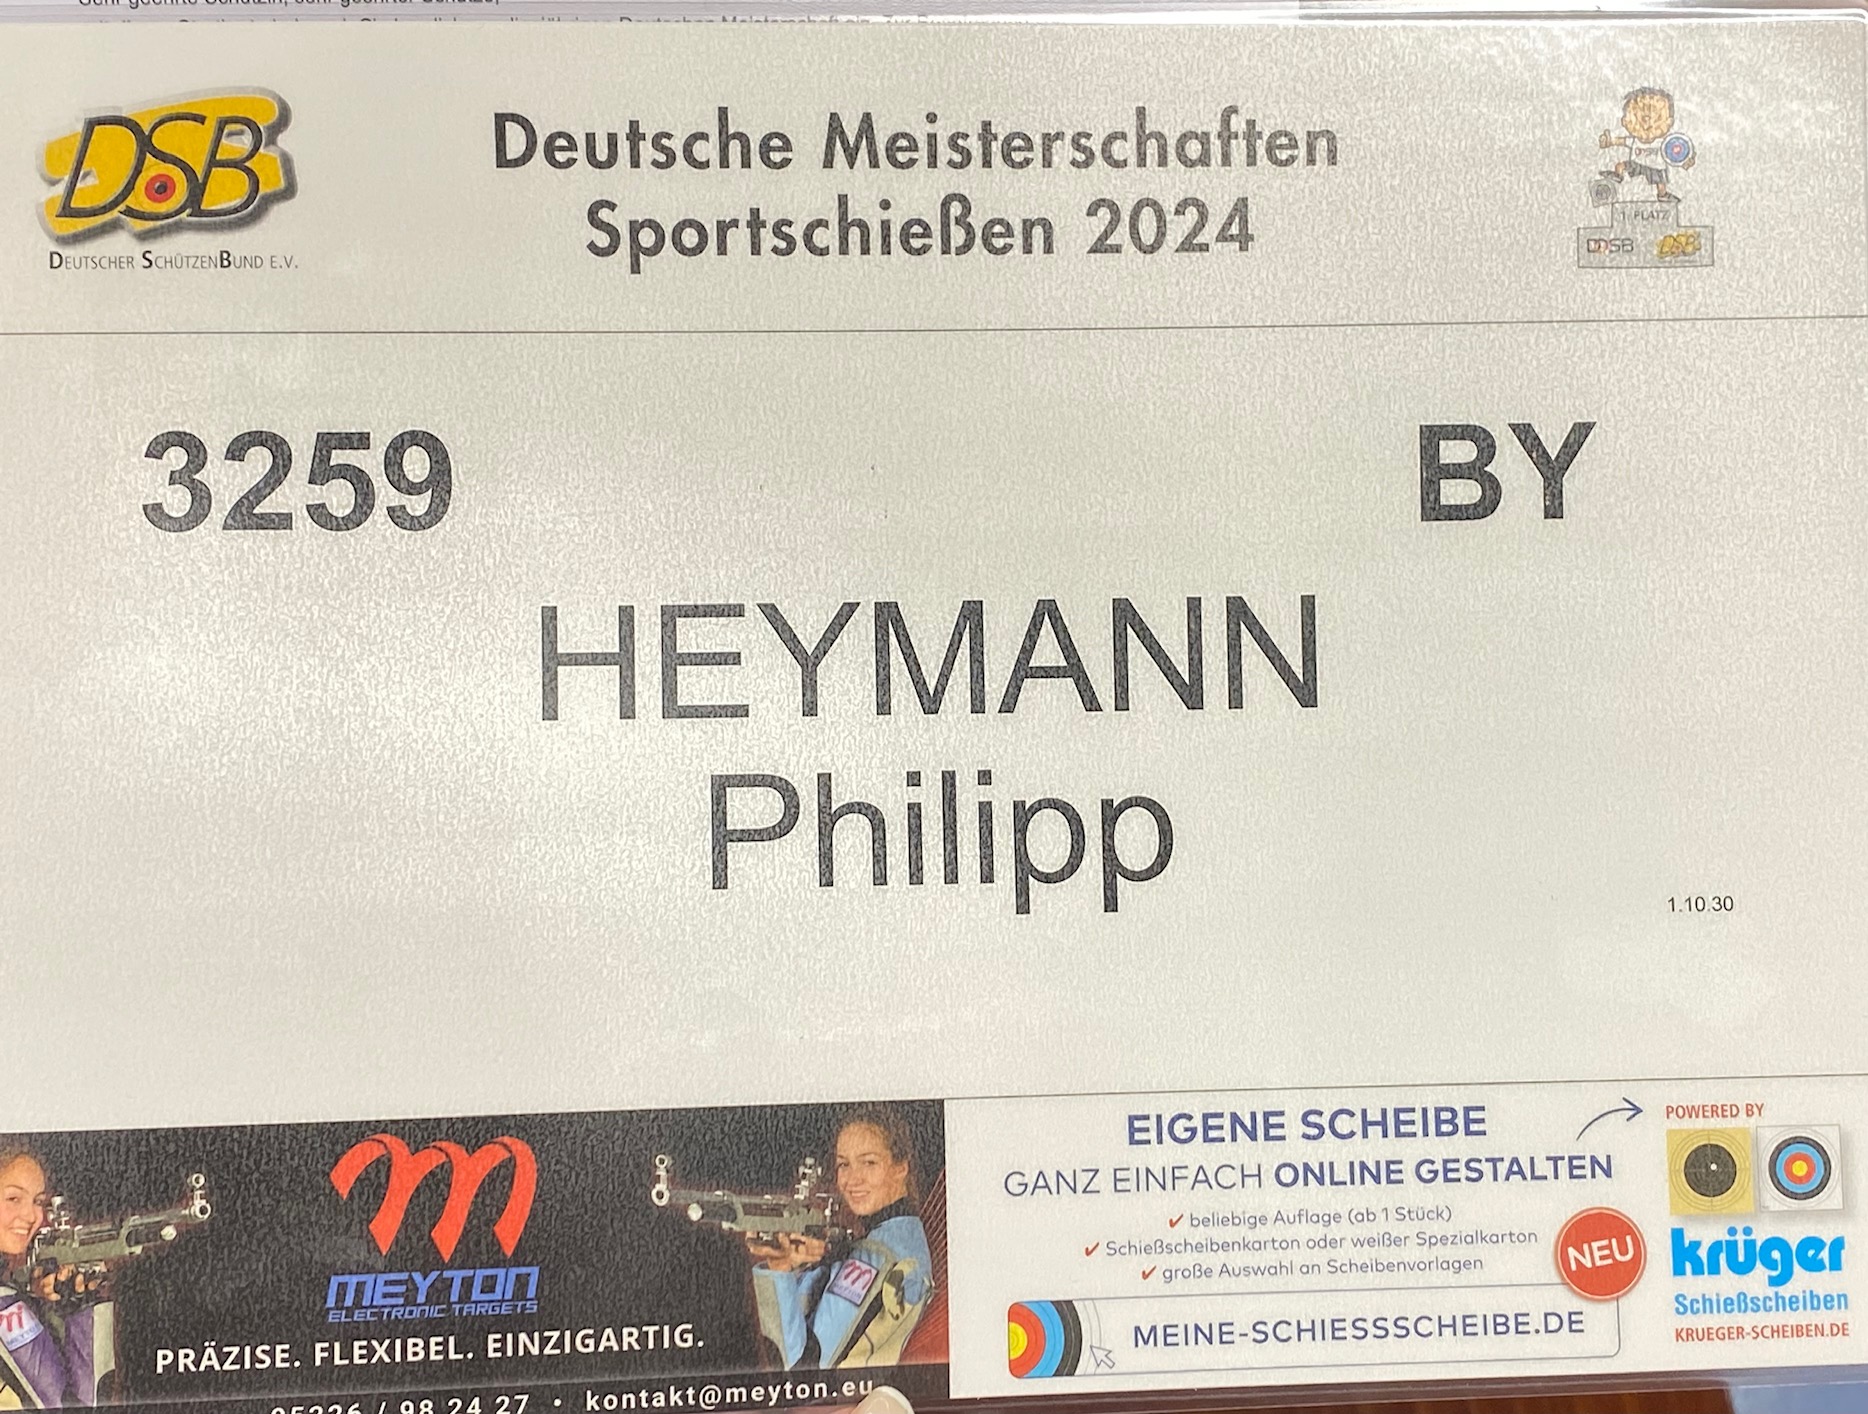 DSB
DEUTSCHER SCHÜTZENBUND E.V.
Deutsche Meisterschaften
Sportschießen 2024
1. PLATZ
DOSB DSB
3259
BY
HEYMANN
Philipp
1.10.30
m
MEYTON
ELECTRONIC TARGETS
PRÄZISE. FLEXIBEL. EINZIGARTIG.
05226 / 98 24 27 • kontakt@meyton.eu
EIGENE SCHEIBE
GANZ EINFACH ONLINE GESTALTEN
✓ beliebige Auflage (ab 1 Stück)
✓ Schießscheibenkarton oder weißer Spezialkarton
✓ große Auswahl an Scheibenvorlagen
NEU
MEINE-SCHIESSSCHEIBE.DE
POWERED BY
krüger
Schießscheiben
KRUEGER-SCHEIBEN.DE